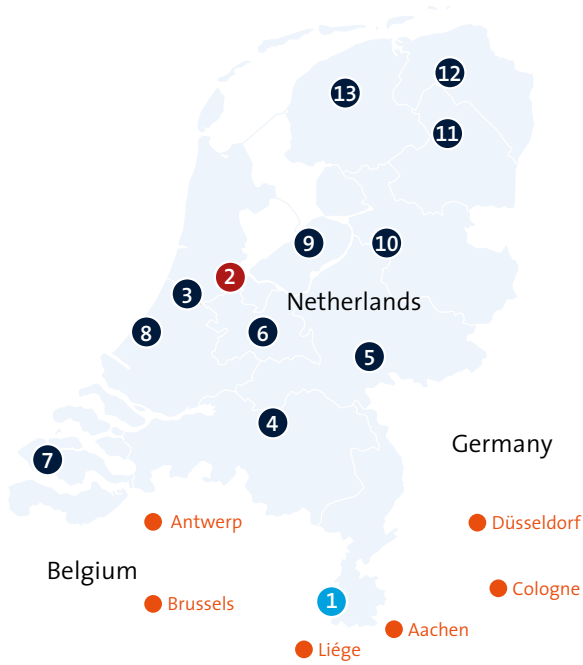 12
13
11
9
10
2
3
Netherlands
8
6
5
4
Germany
7
Antwerp
Düsseldorf
Belgium
Cologne
1
Brussels
Aachen
Liége